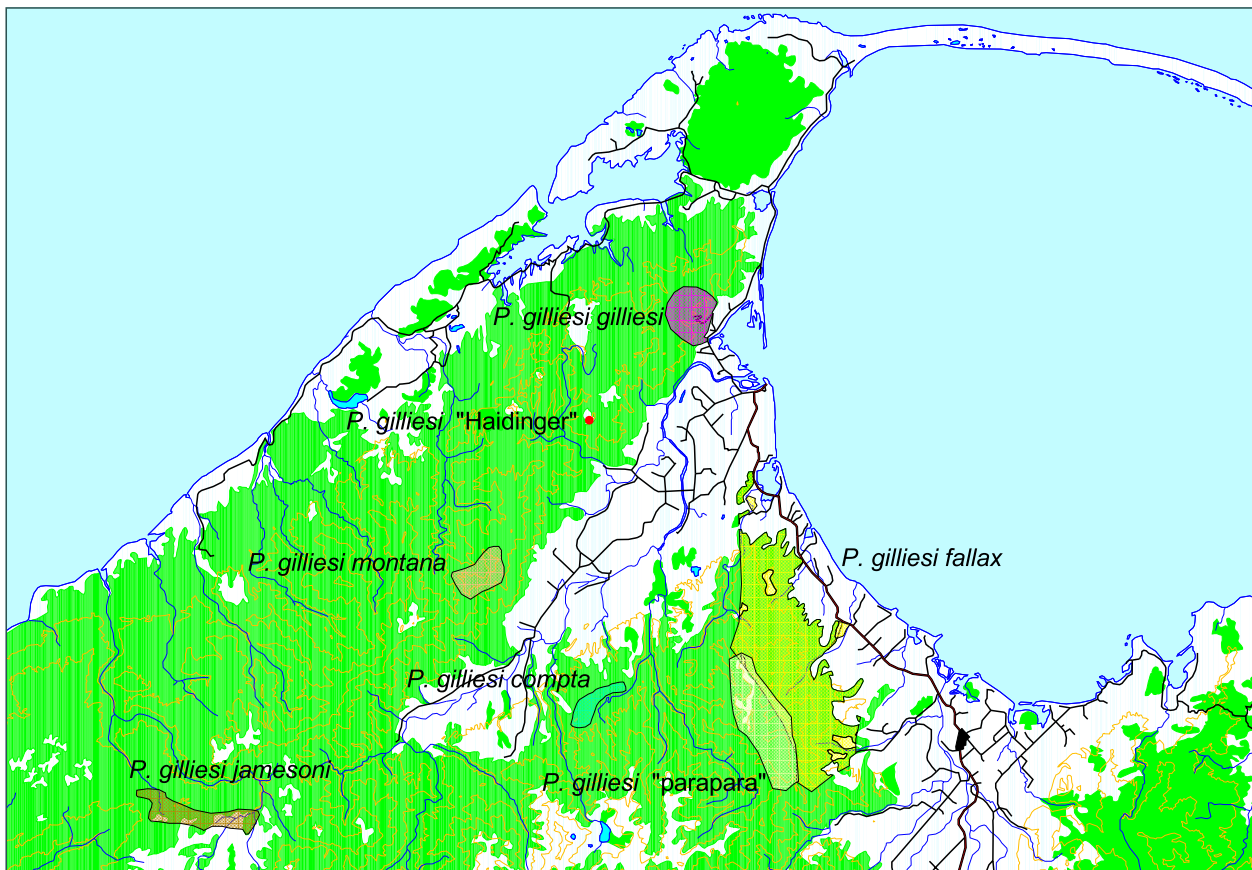 P. gilliesi gilliesi
P. gilliesi "Haidinger"
P. gilliesi fallax
P. gilliesi montana
P. gilliesi compta
P. gilliesi jamesoni
P. gilliesi "parapara"